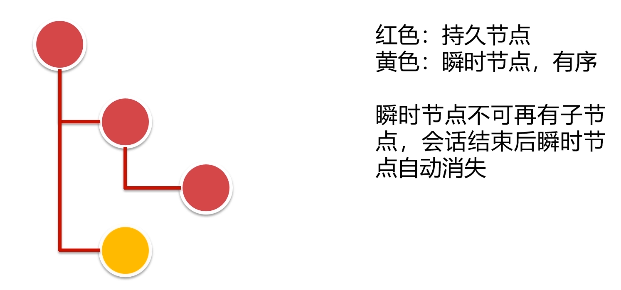 红色：持久节点
黄色：瞬时节点，有序
瞬时节点不可再有子节
点，会话结束后瞬时节
点自动消失